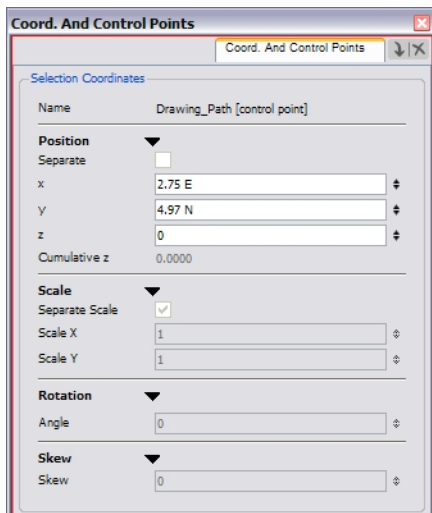 Coord. And Control Points
Coord. And Control Points
Selection Coordinates
Name Drawing_Path [control point]
Position
Separate
x 2.75 E
y 4.97 N
z 0
Cumulative z 0.0000
Scale
Separate Scale
Scale X 1
Scale Y 1
Rotation
Angle 0
Skew
Skew 0